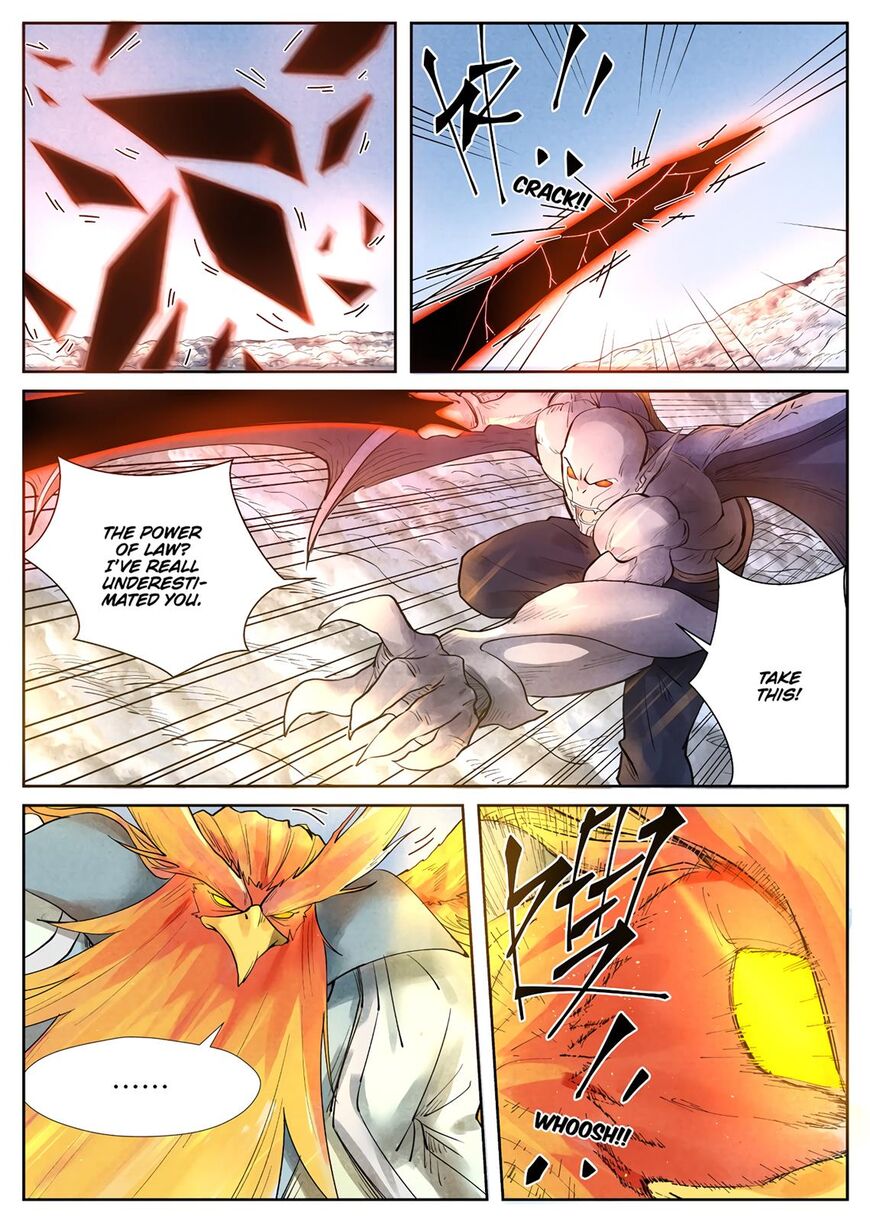 CRACK!!
THE POWER
OF LAW?
I'VE REALL
UNDERESTI-
MATED YOU.
TAKE
THIS!
......
WHOOSH!!